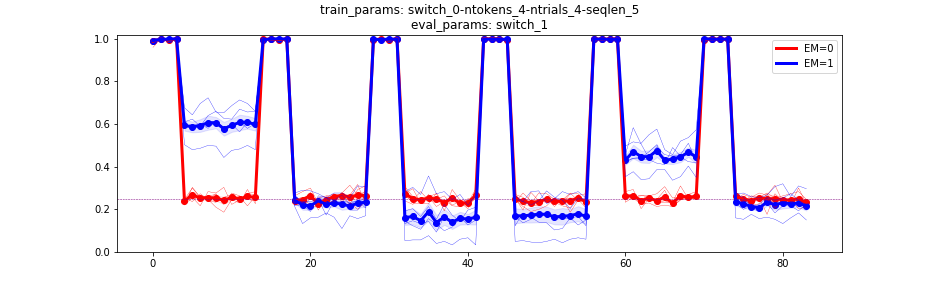 train_params: switch_0-ntokens_4-ntrials_4-seqlen_5
eval_params: switch_1
1.0
0.8
0.6
0.4
0.2
0.0
EM=0
EM=1
0 20 40 60 80